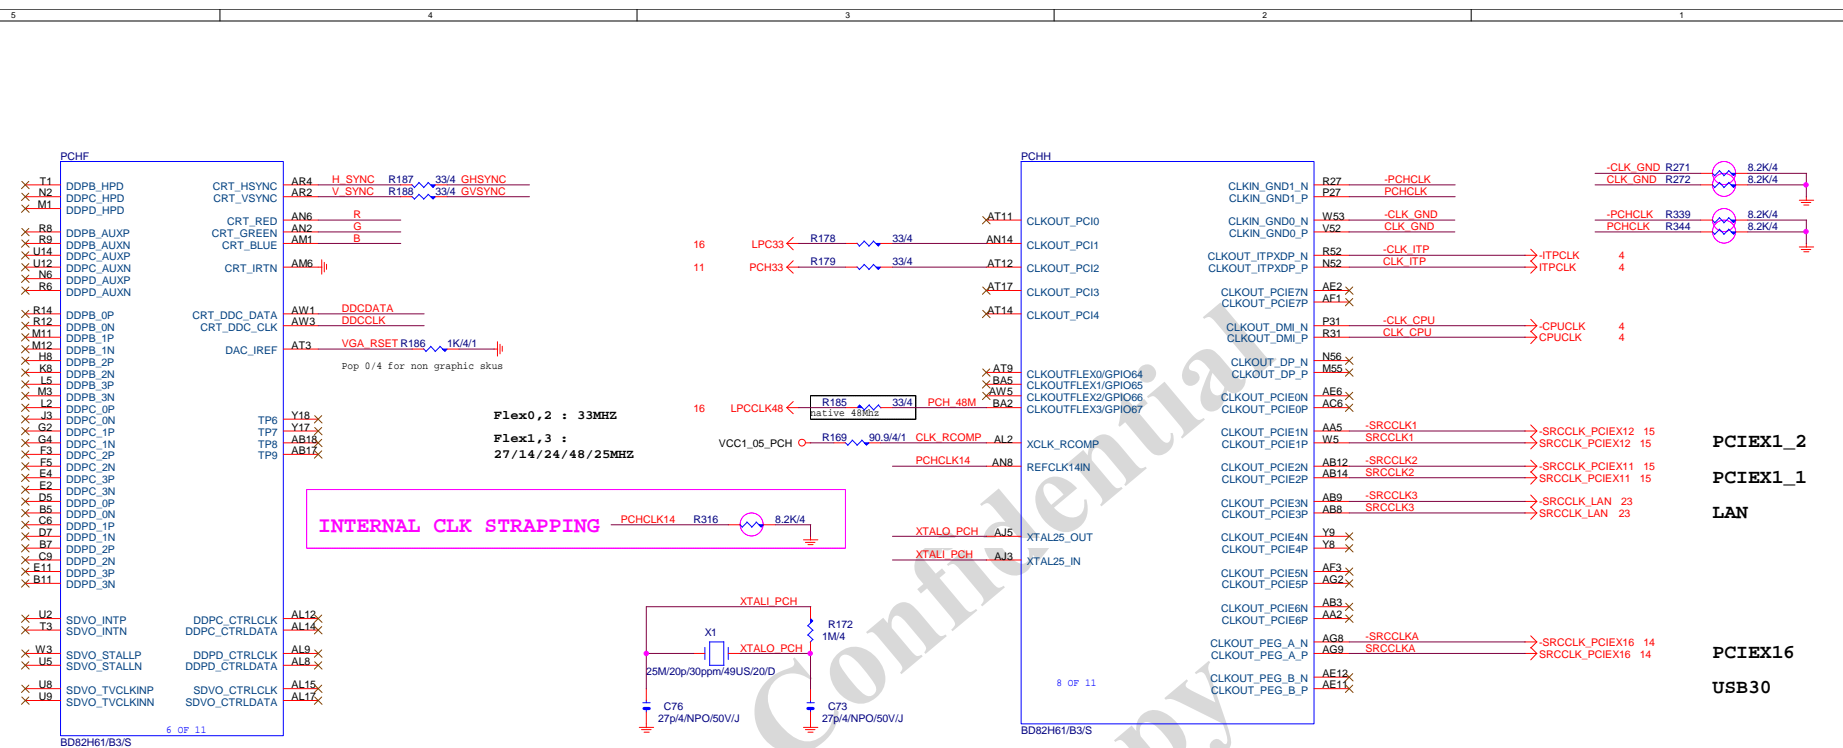 5 4 3 2 1
PCHF
T1 DDPB_HPD
N2 DDPC_HPD
M1 DDPD_HPD
R8 DDPB_AUXP
R9 DDPB_AUXN
U14 DDPC_AUXP
U12 DDPC_AUXN
N6 DDPD_AUXP
R6 DDPD_AUXN
R14 DDPB_0P
R12 DDPB_0N
M11 DDPB_1P
M12 DDPB_1N
H8 DDPB_2P
K8 DDPB_2N
L5 DDPB_3P
M3 DDPB_3N
L2 DDPC_0P
J3 DDPC_0N
G2 DDPC_1P
G4 DDPC_1N
F3 DDPC_2P
F5 DDPC_2N
E4 DDPC_3P
E2 DDPC_3N
D5 DDPD_0P
B5 DDPD_0N
C6 DDPD_1P
D7 DDPD_1N
B7 DDPD_2P
C9 DDPD_2N
E11 DDPD_3P
B11 DDPD_3N
U2 SDVO_INTP
T3 SDVO_INTN
W3 SDVO_STALLP
U5 SDVO_STALLN
U8 SDVO_TVCLKINP
U9 SDVO_TVCLKINN
CRT_HSYNC AR4 H_SYNC R187 33/4 GHSYNC
CRT_VSYNC AR2 V_SYNC R188 33/4 GVSYNC
CRT_RED AN6 R
CRT_GREEN AN2 G
CRT_BLUE AM1 B
CRT_IRTN AM6
CRT_DDC_DATA AW1 DDCDATA
CRT_DDC_CLK AW3 DDCCLK
DAC_IREF AT3 VGA_RSET R186 1K/4/1
Pop 0/4 for non graphic skus
TP6 Y18
TP7 Y17
TP8 AB18
TP9 AB17
DDPC_CTRLCLK AL12
DDPC_CTRLDATA AL14
DDPD_CTRLCLK AL9
DDPD_CTRLDATA AL8
SDVO_CTRLCLK AL15
SDVO_CTRLDATA AL17
6 OF 11
BD82H61/B3/S
Flex0,2 : 33MHZ
Flex1,3 :
27/14/24/48/25MHZ
INTERNAL CLK STRAPPING PCHCLK14 R316 8.2K/4
XTALI_PCH
R172
1M/4
X1
XTALO_PCH
25M/20p/30ppm/49US/20/D
C76
27p/4/NPO/50V/J
C73
27p/4/NPO/50V/J
PCHH
AT11 CLKOUT_PCI0
16 LPC33 R178 33/4 AN14 CLKOUT_PCI1
11 PCH33 R179 33/4 AT12 CLKOUT_PCI2
AT17 CLKOUT_PCI3
AT14 CLKOUT_PCI4
AT9 CLKOUTFLEX0/GPIO64
BA5 CLKOUTFLEX1/GPIO65
AW5 CLKOUTFLEX2/GPIO66
16 LPCCLK48 R185 33/4 PCH_48M BA2 CLKOUTFLEX3/GPIO67
native 48Mhz
VCC1_05_PCH R169 90.9/4/1 CLK_RCOMP AL2 XCLK_RCOMP
PCHCLK14 AN8 REFCLK14IN
XTALO_PCH AJ5 XTAL25_OUT
XTALI_PCH AJ3 XTAL25_IN
CLKIN_GND1_N R27 -PCHCLK
CLKIN_GND1_P P27 PCHCLK
CLKIN_GND0_N W53 -CLK_GND
CLKIN_GND0_P V52 CLK_GND
CLKOUT_ITPXDP_N R52 -CLK_ITP -ITPCLK 4
CLKOUT_ITPXDP_P N52 CLK_ITP ITPCLK 4
CLKOUT_PCIE7N AE2
CLKOUT_PCIE7P AF1
CLKOUT_DMI_N P31 -CLK_CPU -CPUCLK 4
CLKOUT_DMI_P R31 CLK_CPU CPUCLK 4
CLKOUT_DP_N N56
CLKOUT_DP_P M55
CLKOUT_PCIE0N AE6
CLKOUT_PCIE0P AC6
CLKOUT_PCIE1N AA5 -SRCCLK1 -SRCCLK_PCIEX12 15
CLKOUT_PCIE1P W5 SRCCLK1 SRCCLK_PCIEX12 15
PCIEX1_2
CLKOUT_PCIE2N AB12 -SRCCLK2 -SRCCLK_PCIEX11 15
CLKOUT_PCIE2P AB14 SRCCLK2 SRCCLK_PCIEX11 15
PCIEX1_1
CLKOUT_PCIE3N AB9 -SRCCLK3 -SRCCLK_LAN 23
CLKOUT_PCIE3P AB8 SRCCLK3 SRCCLK_LAN 23
LAN
CLKOUT_PCIE4N Y9
CLKOUT_PCIE4P Y8
CLKOUT_PCIE5N AF3
CLKOUT_PCIE5P AG2
CLKOUT_PCIE6N AB3
CLKOUT_PCIE6P AA2
CLKOUT_PEG_A_N AG8 -SRCCLKA -SRCCLK_PCIEX16 14
CLKOUT_PEG_A_P AG9 SRCCLKA SRCCLK_PCIEX16 14
PCIEX16
CLKOUT_PEG_B_N AE12
CLKOUT_PEG_B_P AE11
USB30
8 OF 11
BD82H61/B3/S
-CLK_GND R271 8.2K/4
CLK_GND R272 8.2K/4
-PCHCLK R339 8.2K/4
PCHCLK R344 8.2K/4
Confidential